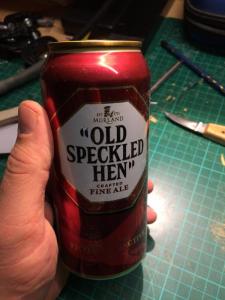 MORLAND
"OLD
SPECKLED
HEN"
CRAFTED
FINE ALE